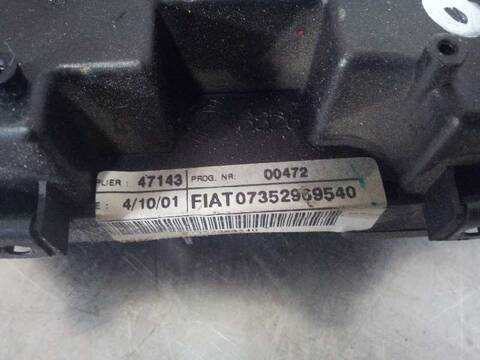 PLIER : 47143 PROG. NR: 00472
E : 4/10/01 FIAT07352969540